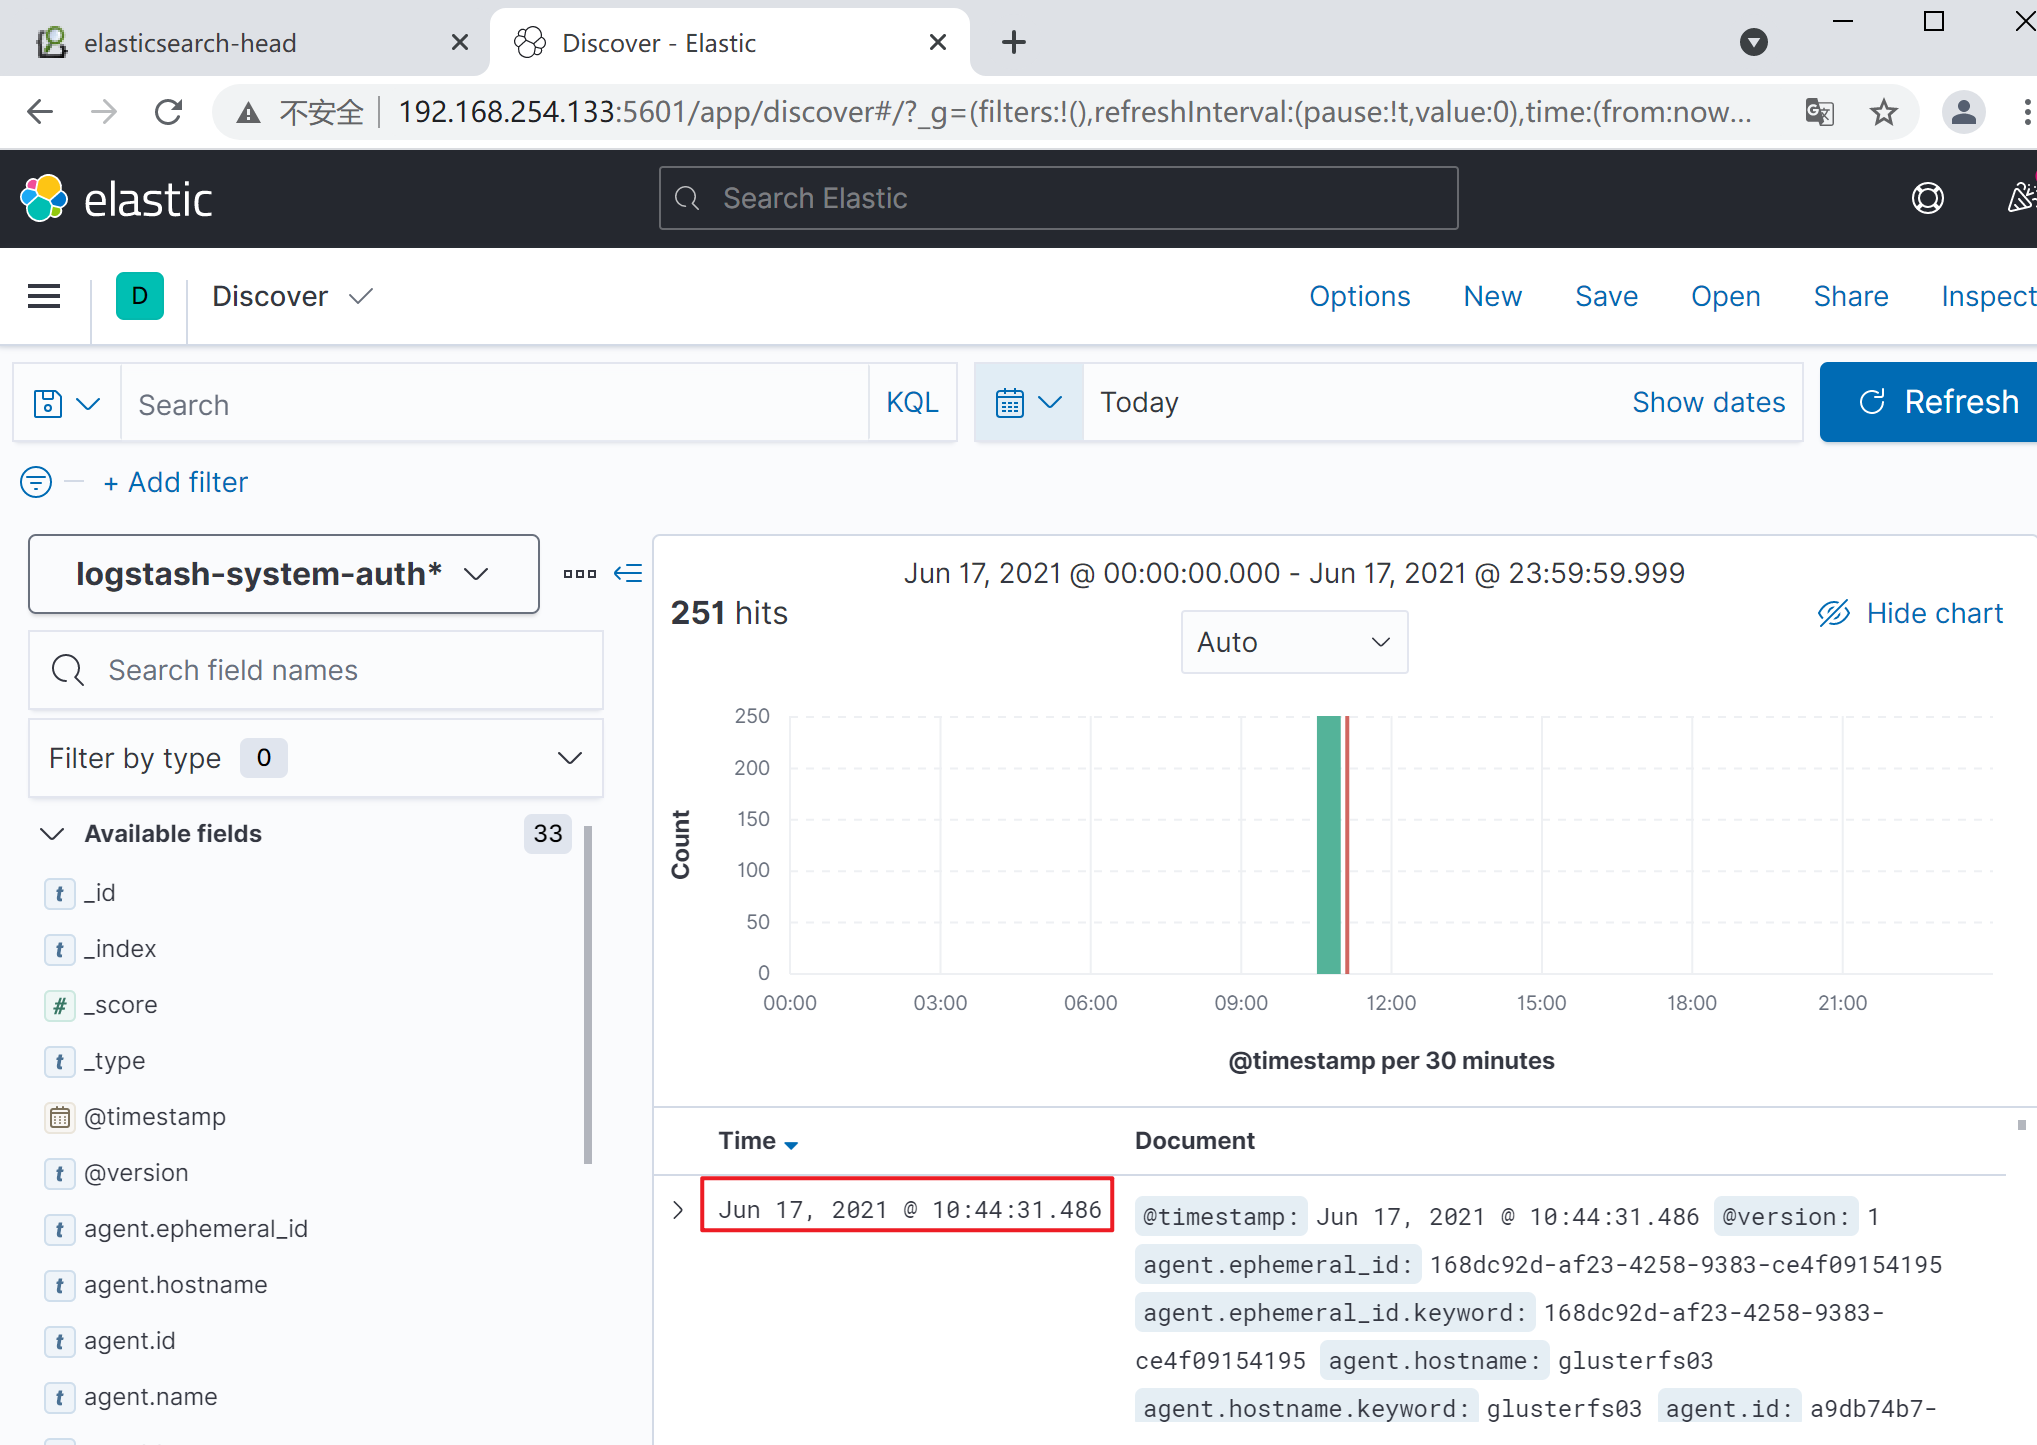 elasticsearch-head
Discover - Elastic
不安全
192.168.254.133:5601/app/discover#/?_g=(filters:!(),refreshInterval:(pause:!t,value:0),time:(from:now...
elastic
Search Elastic
D
Discover
Options
New
Save
Open
Share
Inspect
Search
KQL
Today
Show dates
Refresh
+ Add filter
logstash-system-auth*
Jun 17, 2021 @ 00:00:00.000 - Jun 17, 2021 @ 23:59:59.999
251 hits
Hide chart
Auto
Search field names
Filter by type 0
Available fields 33
_id
_index
_score
_type
@timestamp
@version
agent.ephemeral_id
agent.hostname
agent.id
agent.name
250
200
150
100
50
0
Count
00:00
03:00
06:00
09:00
12:00
15:00
18:00
21:00
@timestamp per 30 minutes
Time
Document
Jun 17, 2021 @ 10:44:31.486
@timestamp: Jun 17, 2021 @ 10:44:31.486 @version: 1
agent.ephemeral_id: 168dc92d-af23-4258-9383-ce4f09154195
agent.ephemeral_id.keyword: 168dc92d-af23-4258-9383-
ce4f09154195 agent.hostname: glusterfs03
agent.hostname.keyword: glusterfs03 agent.id: a9db74b7-